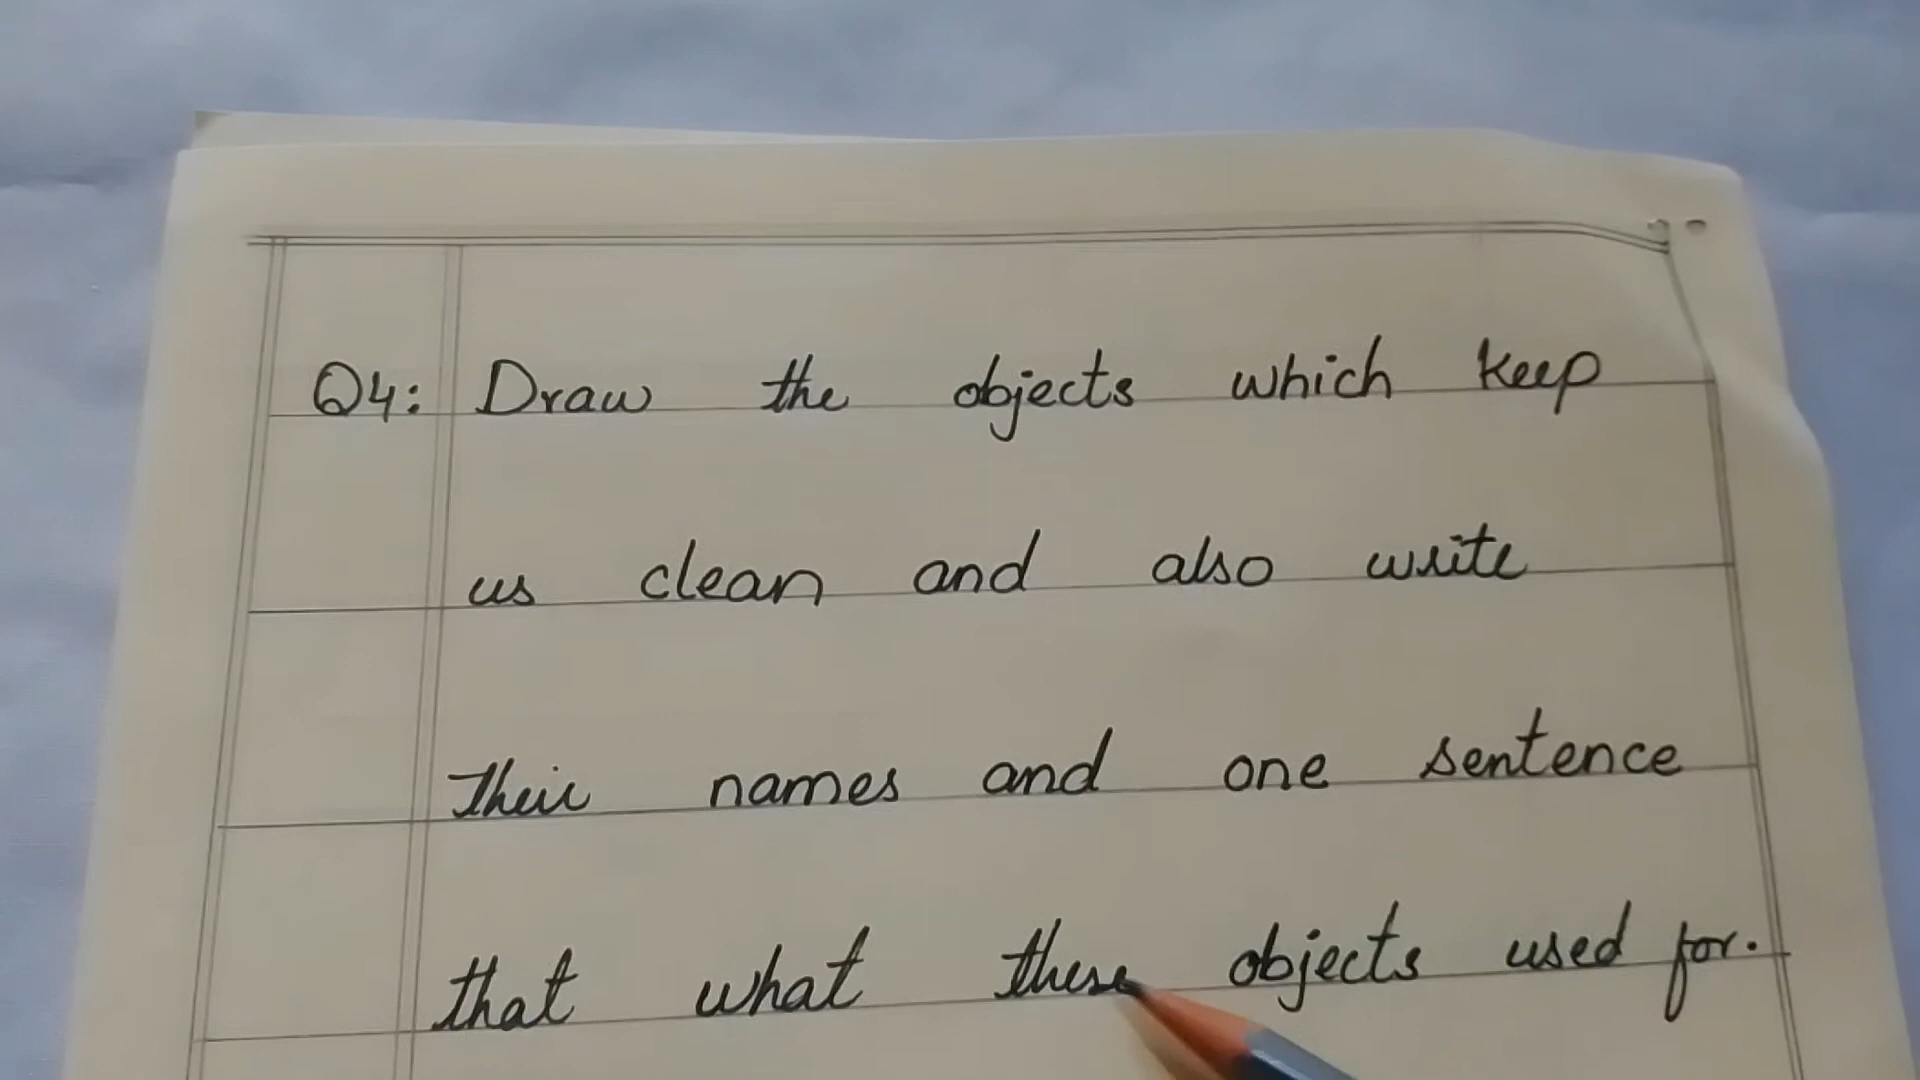 Q4: Draw the objects which keep
us clean and also write
their names and one sentence
that what these objects used for.